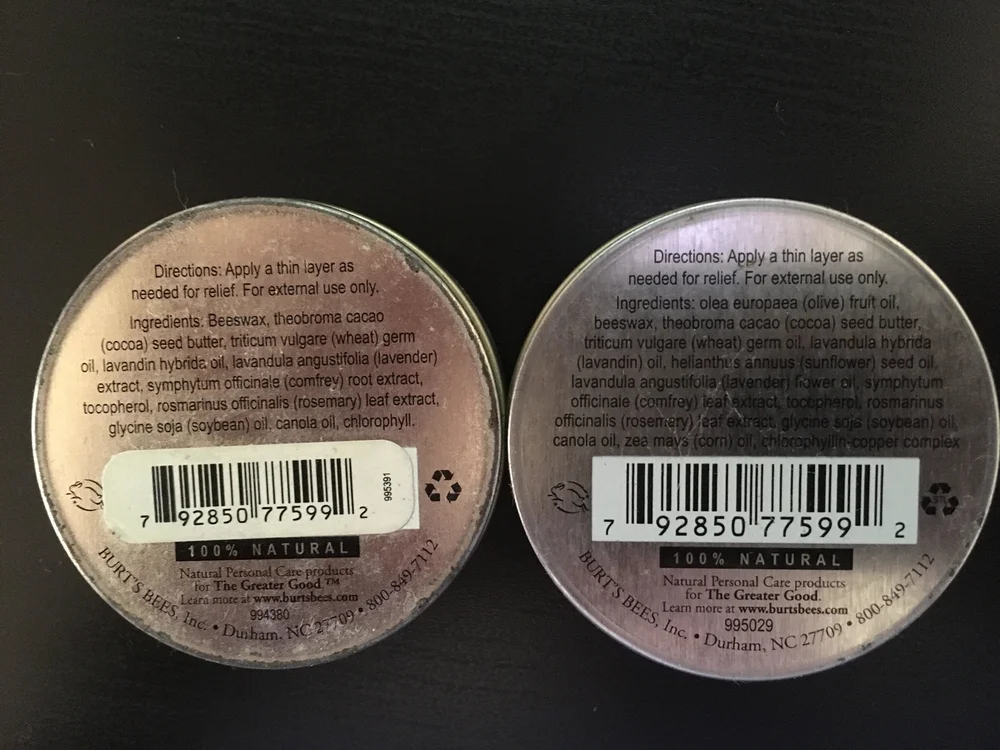 Directions: Apply a thin layer as
needed for relief. For external use only.
Ingredients: Beeswax, theobroma cacao
(cocoa) seed butter, triticum vulgare (wheat) germ
oil, lavandin hybrida oil, lavandula angustifolia (lavender)
extract, symphytum officinale (comfrey) root extract,
tocopherol, rosmarinus officinalis (rosemary) leaf extract,
glycine soja (soybean) oil, canola oil, chlorophyll.
995391
7 92850 77599 2
100% NATURAL
Natural Personal Care products
for The Greater Good ™
Learn more at www.burtsbees.com
994380
BURT'S BEES, Inc. • Durham, NC 27709 • 800-849-7112
Directions: Apply a thin layer as
needed for relief. For external use only.
Ingredients: olea europaea (olive) fruit oil,
beeswax, theobroma cacao (cocoa) seed butter,
triticum vulgare (wheat) germ oil, lavandula hybrida
(lavandin) oil, helianthus annuus (sunflower) seed oil,
lavandula angustifolia (lavender) flower oil, symphytum
officinale (comfrey) leaf extract, tocopherol, rosmarinus
officinalis (rosemary) leaf extract, glycine soja (soybean) oil,
canola oil, zea mays (corn) oil, chlorophyllin-copper complex
7 92850 77599 2
100% NATURAL
Natural Personal Care products
for The Greater Good.
Learn more at www.burtsbees.com
995029
BURT'S BEES, Inc. • Durham, NC 27709 • 800-849-7112